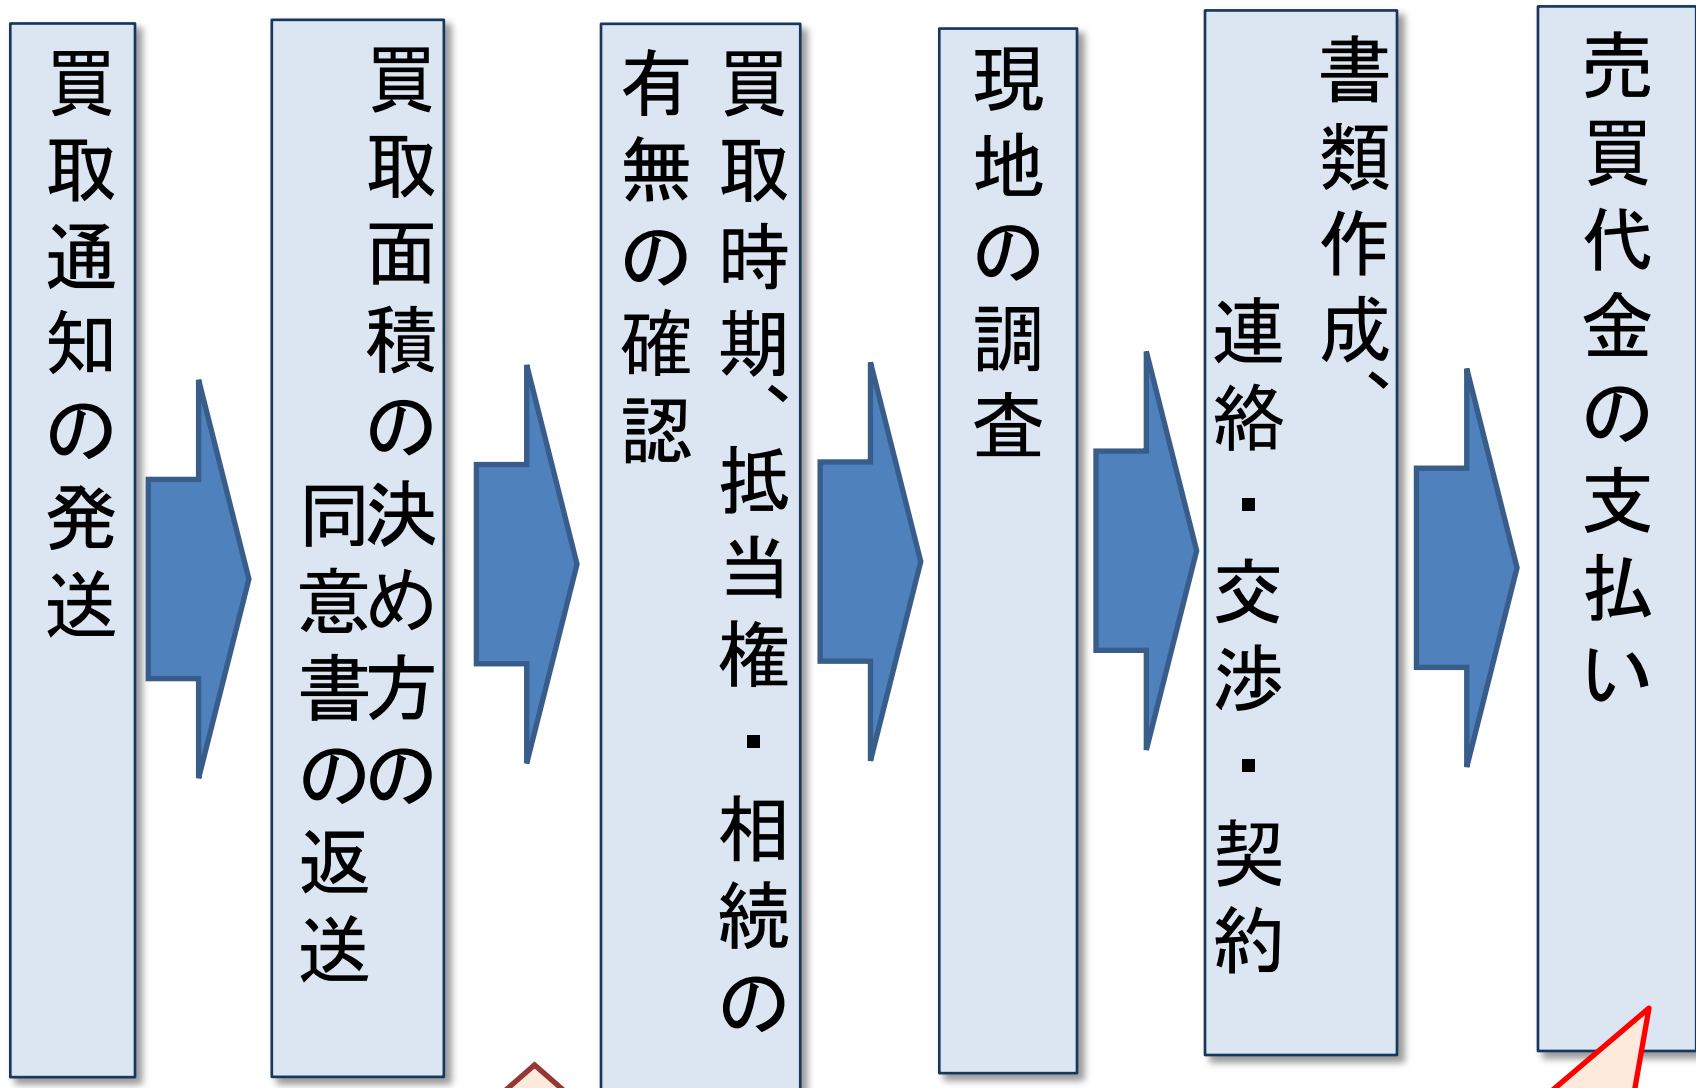 買取通知の発送
買取面積の決め方の
同意書の返送
買取時期、抵当権・相続の
有無の確認
現地の調査
書類作成、
連絡・交渉・契約
売買代金の支払い